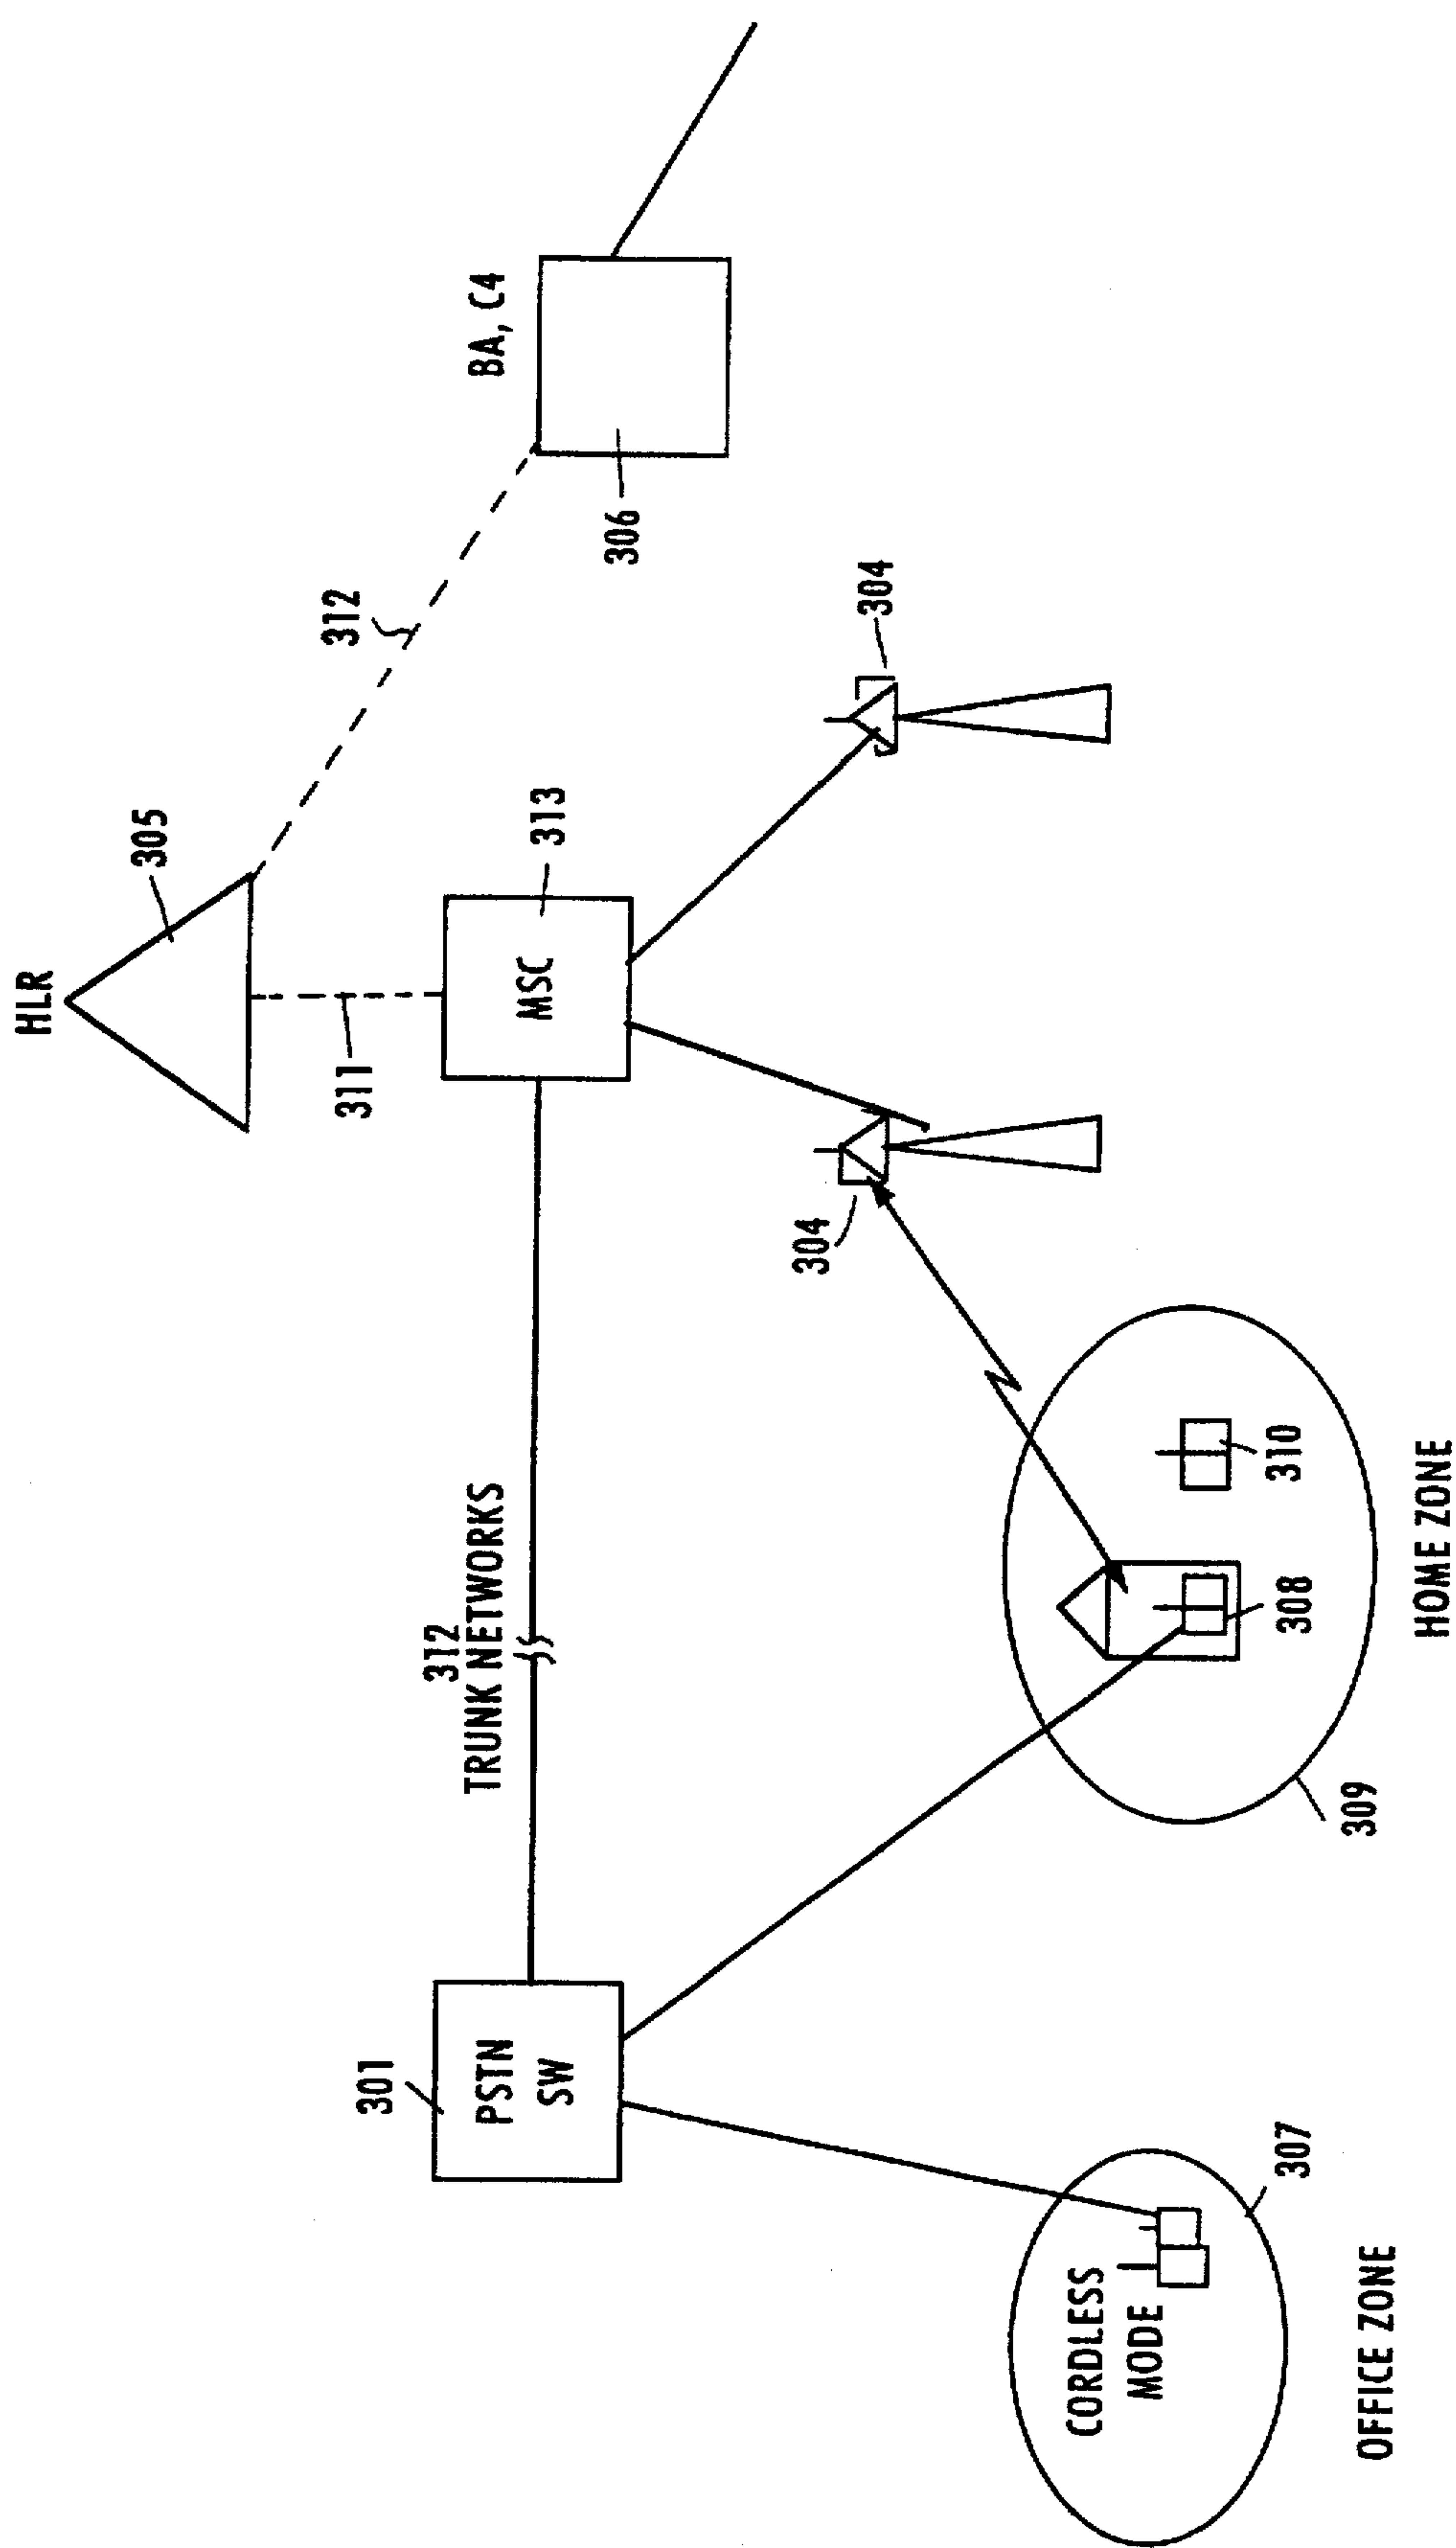 HLR
305
311
312
BA, C4
306
MSC
313
304
304
312
TRUNK NETWORKS
301
PSTN
SW
CORDLESS
MODE
307
OFFICE ZONE
308
310
309
HOME ZONE